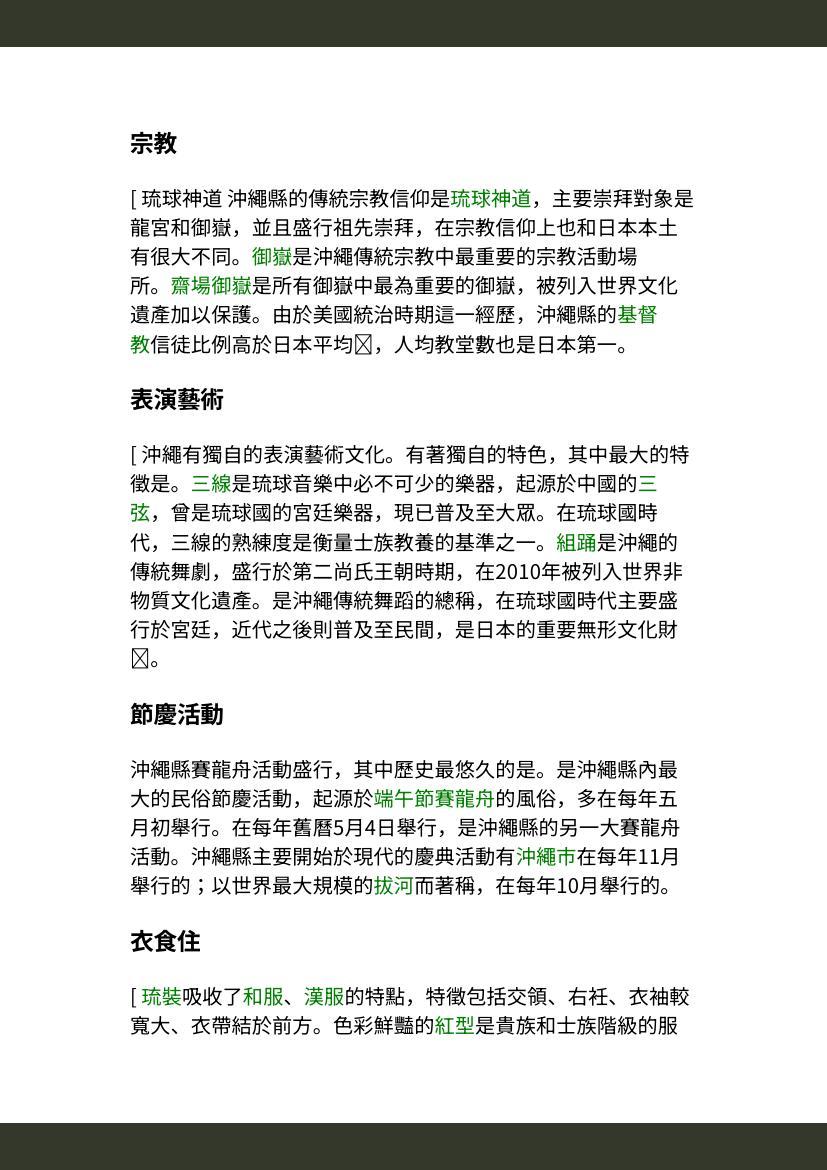 宗教
[ 琉球神道 沖繩縣的傳統宗教信仰是琉球神道，主要崇拜對象是
龍宮和御嶽，並且盛行祖先崇拜，在宗教信仰上也和日本本土
有很大不同。御嶽是沖繩傳統宗教中最重要的宗教活動場
所。齋場御嶽是所有御嶽中最為重要的御嶽，被列入世界文化
遺產加以保護。由於美國統治時期這一經歷，沖繩縣的基督
教信徒比例高於日本平均，人均教堂數也是日本第一。
表演藝術
[ 沖繩有獨自的表演藝術文化。有著獨自的特色，其中最大的特
徵是。三線是琉球音樂中必不可少的樂器，起源於中國的三
弦，曾是琉球國的宮廷樂器，現已普及至大眾。在琉球國時
代，三線的熟練度是衡量士族教養的基準之一。組踊是沖繩的
傳統舞劇，盛行於第二尚氏王朝時期，在2010年被列入世界非
物質文化遺產。是沖繩傳統舞蹈的總稱，在琉球國時代主要盛
行於宮廷，近代之後則普及至民間，是日本的重要無形文化財
。
節慶活動
沖繩縣賽龍舟活動盛行，其中歷史最悠久的是。是沖繩縣內最
大的民俗節慶活動，起源於端午節賽龍舟的風俗，多在每年五
月初舉行。在每年舊曆5月4日舉行，是沖繩縣的另一大賽龍舟
活動。沖繩縣主要開始於現代的慶典活動有沖繩市在每年11月
舉行的；以世界最大規模的拔河而著稱，在每年10月舉行的。
衣食住
[ 琉裝吸收了和服、漢服的特點，特徵包括交領、右衽、衣袖較
寬大、衣帶結於前方。色彩鮮豔的紅型是貴族和士族階級的服